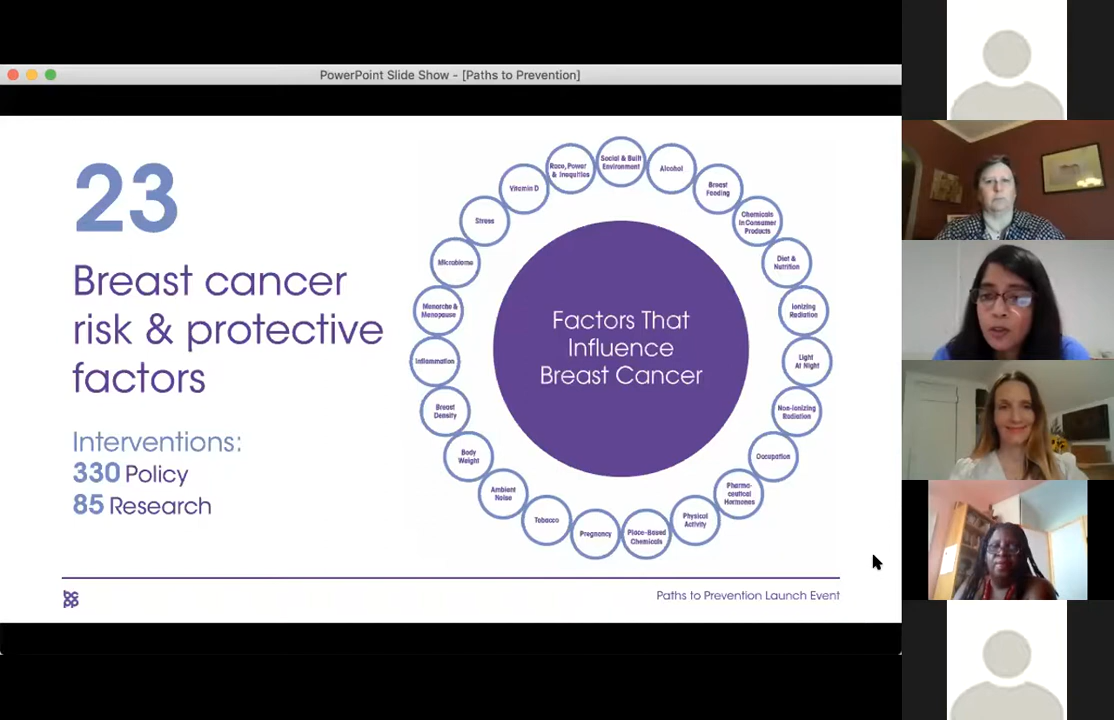 PowerPoint Slide Show - [Paths to Prevention]
23
Breast cancer
risk & protective
factors
Interventions:
330 Policy
85 Research
Factors That
Influence
Breast Cancer
Social & Built
Environment
Alcohol
Breast
Feeding
Chemicals
in Consumer
Products
Diet &
Nutrition
Ionizing
Radiation
Light
At Night
Non-Ionizing
Radiation
Occupation
Pharma-
ceutical
Hormones
Physical
Activity
Place-Based
Chemicals
Pregnancy
Tobacco
Ambient
Noise
Body
Weight
Breast
Density
Inflammation
Menarche &
Menopause
Microbiome
Stress
Vitamin D
Race, Power
& Inequities
Paths to Prevention Launch Event